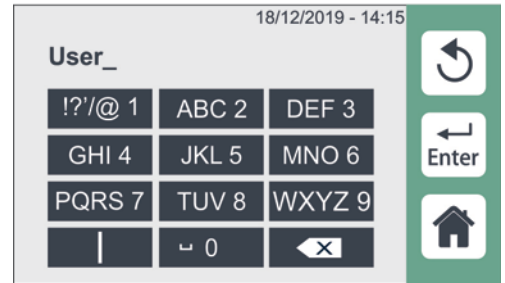 18/12/2019 - 14:15
User_
!?'/@ 1 ABC 2 DEF 3
GHI 4 JKL 5 MNO 6
Enter
PQRS 7 TUV 8 WXYZ 9
| ␣ 0